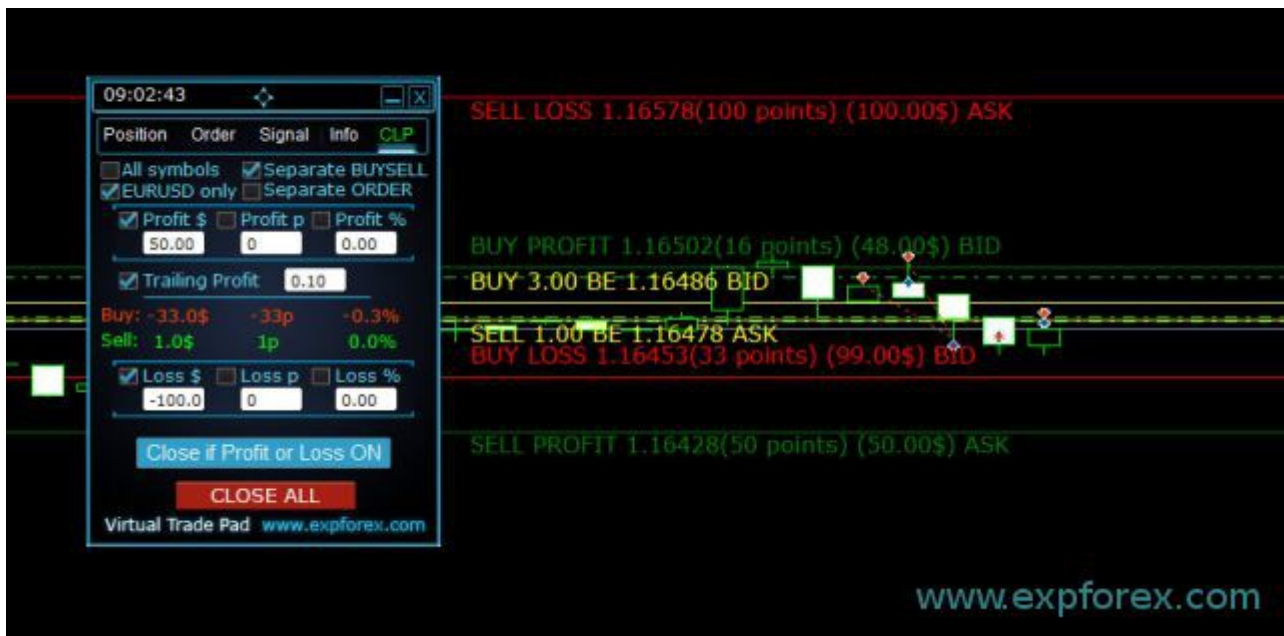 09:02:43
Position Order Signal Info CLP
All symbols Separate BUYSELL
EURUSD only Separate ORDER
Profit $ Profit p Profit %
50.00 0 0.00
Trailing Profit 0.10
Buy: -33.0$ -33p -0.3%
Sell: 1.0$ 1p 0.0%
Loss $ Loss p Loss %
-100.0 0 0.00
Close if Profit or Loss ON
CLOSE ALL
Virtual Trade Pad www.expforex.com
SELL LOSS 1.16578(100 points) (100.00$) ASK
BUY PROFIT 1.16502(16 points) (48.00$) BID
BUY 3.00 BE 1.16486 BID
SELL 1.00 BE 1.16478 ASK
BUY LOSS 1.16453(33 points) (99.00$) BID
SELL PROFIT 1.16428(50 points) (50.00$) ASK
www.expforex.com